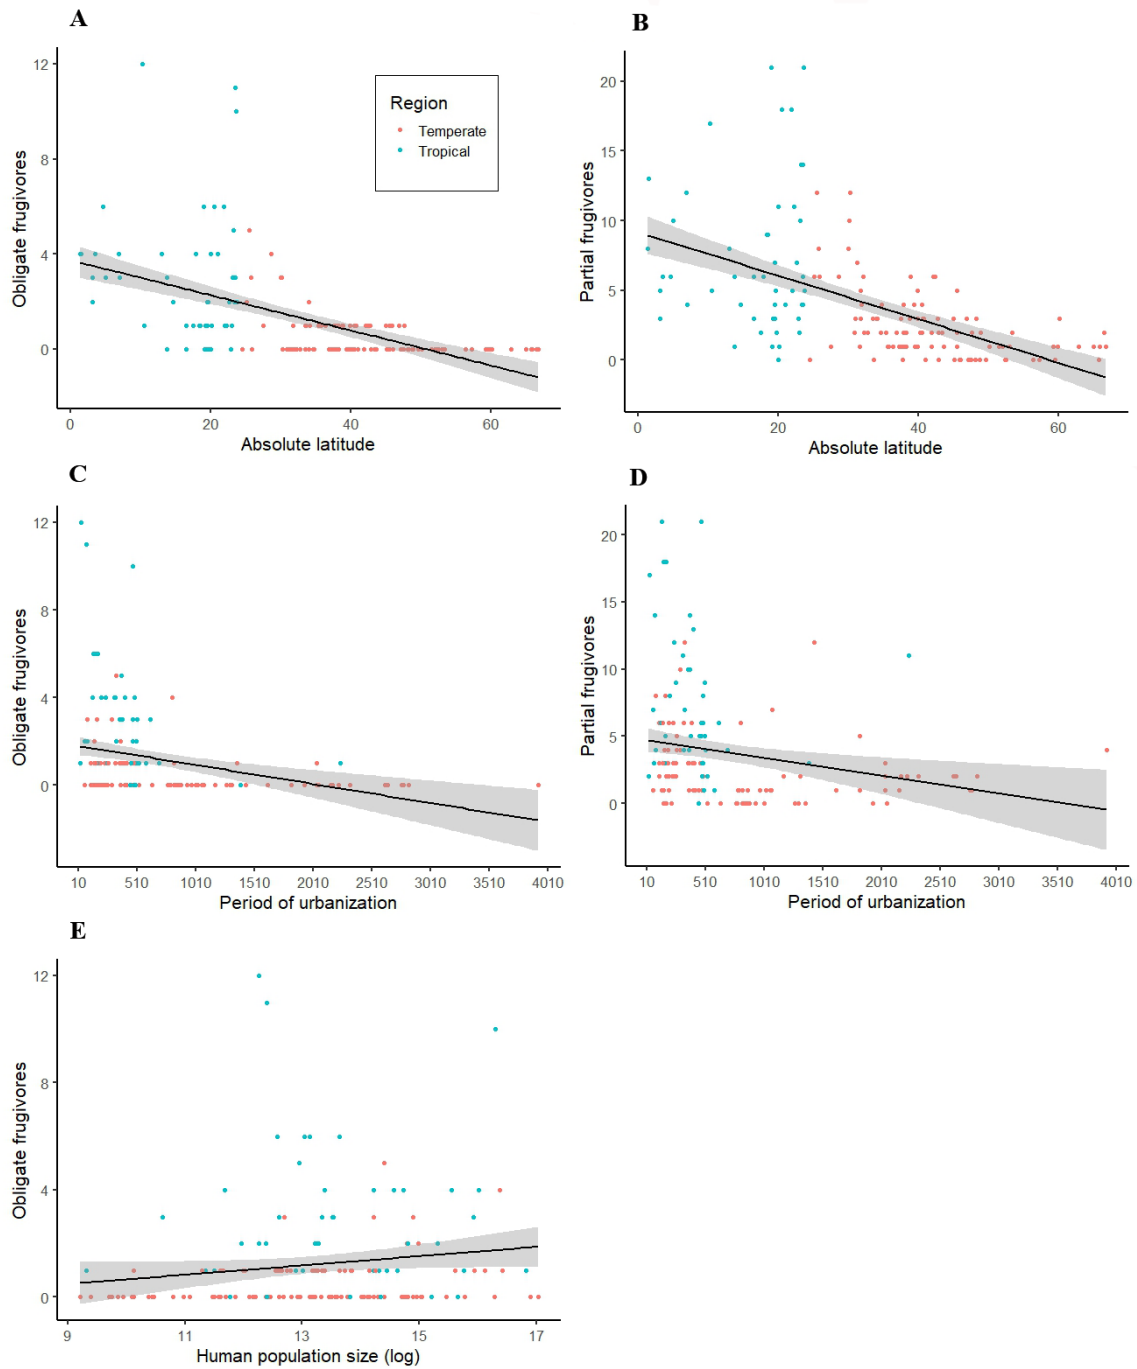 A
Obligate frugivores
12
8
4
0
0 20 40 60
Absolute latitude
Region
Temperate
Tropical
B
Partial frugivores
20
15
10
5
0
0 20 40 60
Absolute latitude
C
Obligate frugivores
12
8
4
0
10 510 1010 1510 2010 2510 3010 3510 4010
Period of urbanization
D
Partial frugivores
20
15
10
5
0
10 510 1010 1510 2010 2510 3010 3510 4010
Period of urbanization
E
Obligate frugivores
12
8
4
0
9 11 13 15 17
Human population size (log)